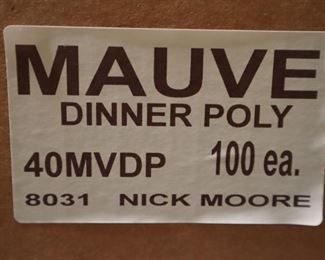 MAUVE
DINNER POLY
40MVDP 100 ea.
8031 NICK MOORE